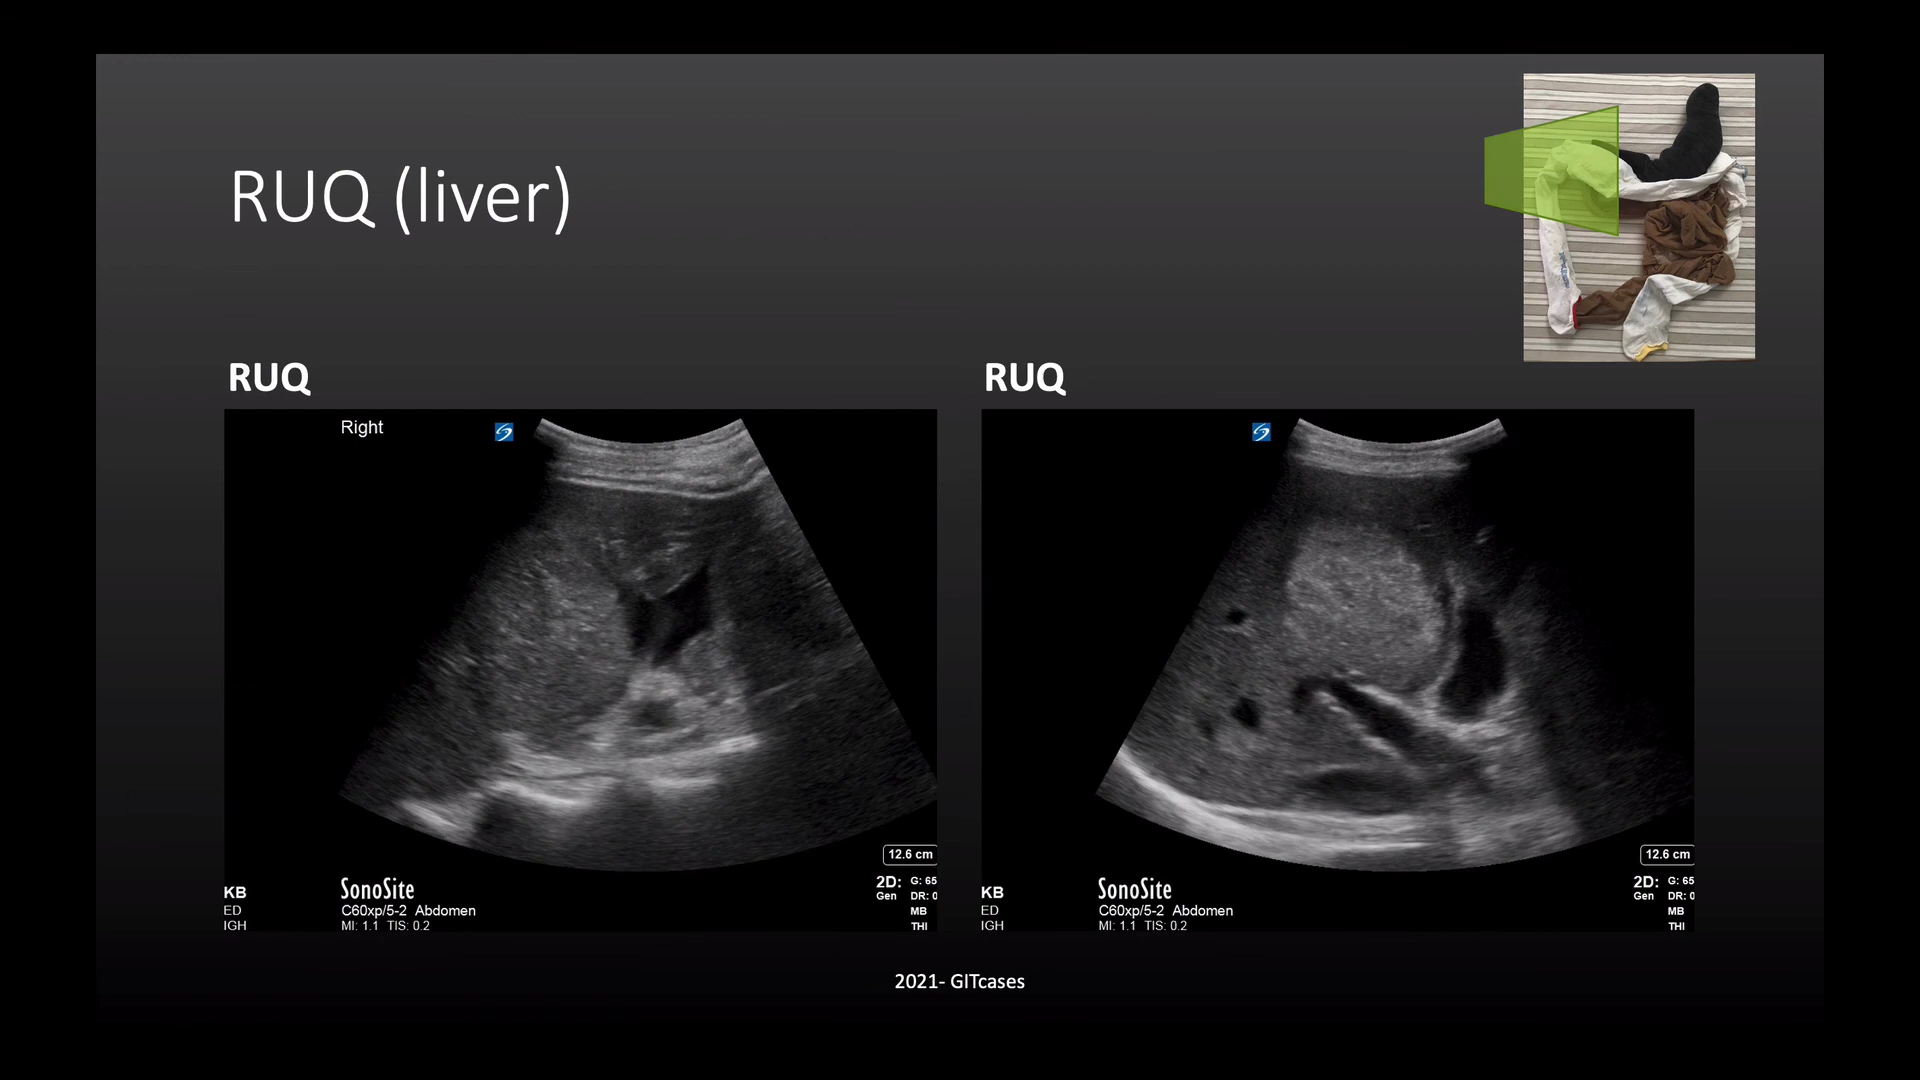 RUQ (liver)
RUQ
Right
12.6 cm
KB
ED
IGH
SonoSite
C60xp/5-2 Abdomen
MI: 1.1 TIS: 0.2
2D:
Gen
G: 65
DR: 0
MB
THI
RUQ
12.6 cm
KB
ED
IGH
SonoSite
C60xp/5-2 Abdomen
MI: 1.1 TIS: 0.2
2D:
Gen
G: 65
DR: 0
MB
THI
2021- GITcases